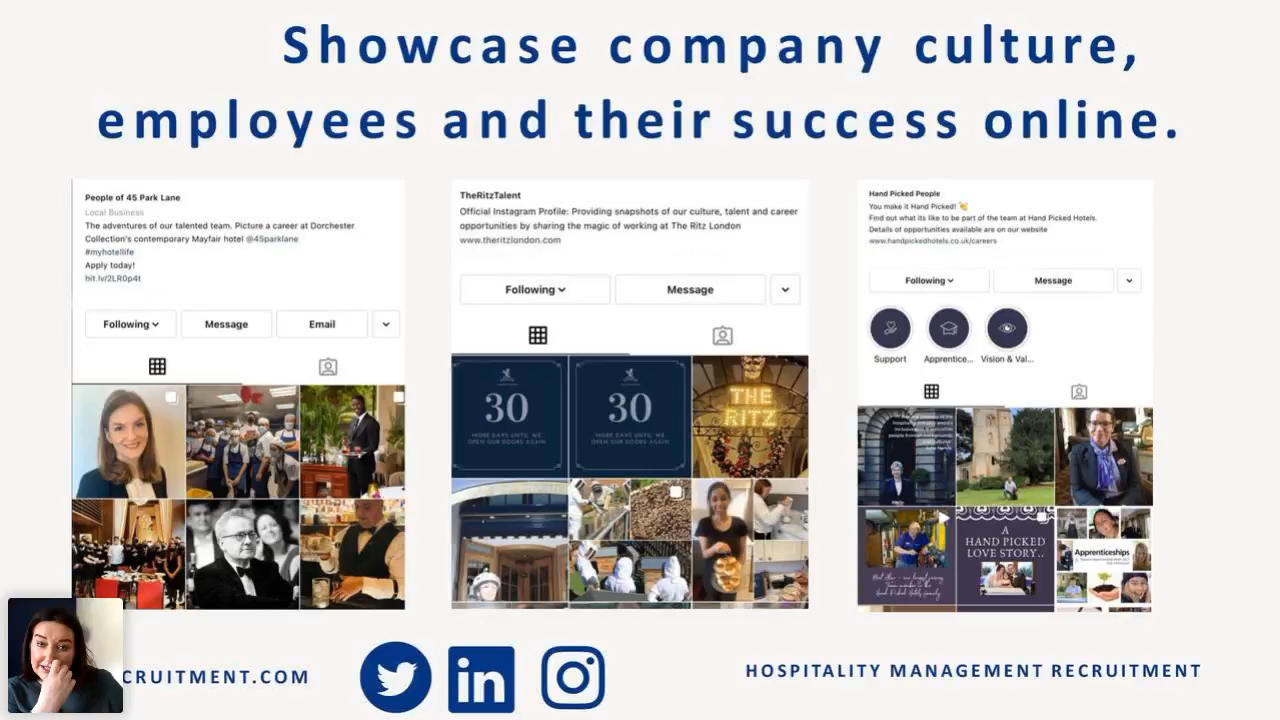 Showcase company culture,
employees and their success online.
People of 45 Park Lane
Local Business
The adventures of our talented team. Picture a career at Dorchester
Collection's contemporary Mayfair hotel @45parklane
#myhotellife
Apply today!
bit.ly/2LR0p4t
Following
Message
Email
TheRitzTalent
Official Instagram Profile: Providing snapshots of our culture, talent and career
opportunities by sharing the magic of working at The Ritz London
www.theritzlondon.com
Following
Message
30
MORE DAYS UNTIL WE
OPEN OUR DOORS AGAIN
30
MORE DAYS UNTIL WE
OPEN OUR DOORS AGAIN
THE
RITZ
Hand Picked People
You make it Hand Picked! 👏
Find out what its like to be part of the team at Hand Picked Hotels.
Details of opportunities available are on our website
www.handpickedhotels.co.uk/careers
Following
Message
Support
Apprentice...
Vision & Val...
A
HAND PICKED
LOVE STORY..
Apprenticeships
CRUITMENT.COM
in
HOSPITALITY MANAGEMENT RECRUITMENT